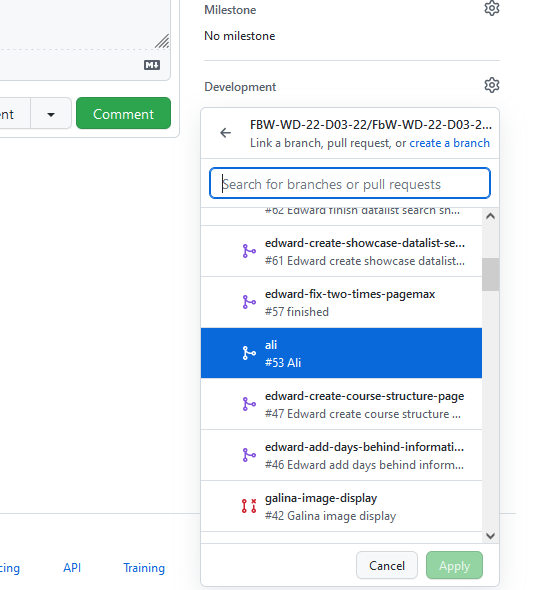 Milestone
No milestone
Development
Comment
FBW-WD-22-D03-22/FbW-WD-22-D03-2...
Link a branch, pull request, or create a branch
Search for branches or pull requests
#62 Edward finish datalist search sh...
edward-create-showcase-datalist-se...
#61 Edward create showcase datalist...
edward-fix-two-times-pagemax
#57 finished
ali
#53 Ali
edward-create-course-structure-page
#47 Edward create course structure ...
edward-add-days-behind-informati...
#46 Edward add days behind inform...
galina-image-display
#42 Galina image display
Cancel
Apply
API
Training